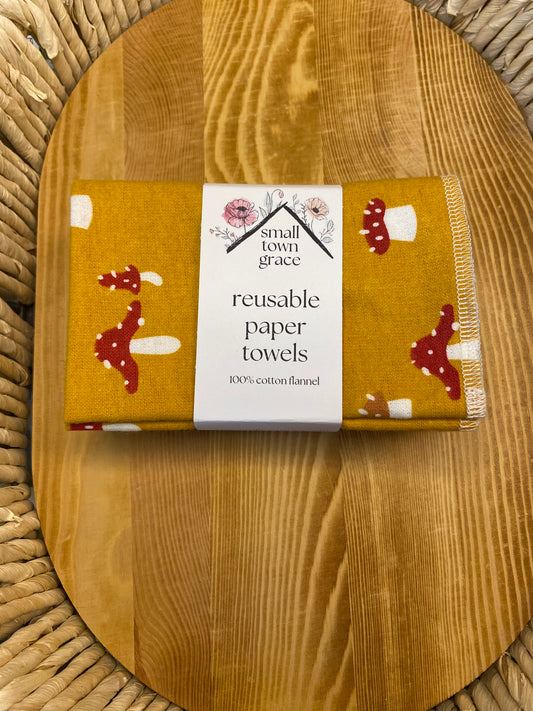 small
town
grace
reusable
paper
towels
100% cotton flannel